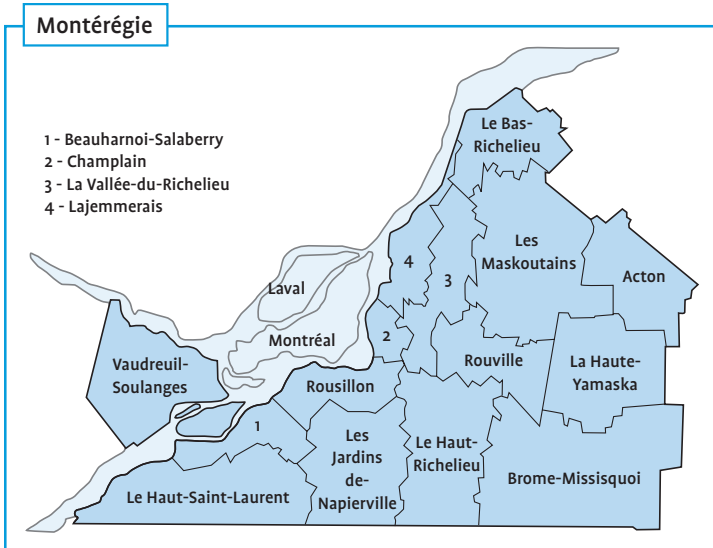 Montérégie
1 - Beauharnoi-Salaberry
2 - Champlain
3 - La Vallée-du-Richelieu
4 - Lajemmerais
Le Bas-
Richelieu
Les
Maskoutains
Acton
4
3
Laval
Montréal
2
Vaudreuil-
Soulanges
Rouville
La Haute-
Yamaska
Rousillon
1
Les
Jardins
de-
Napierville
Le Haut-
Richelieu
Brome-Missisquoi
Le Haut-Saint-Laurent